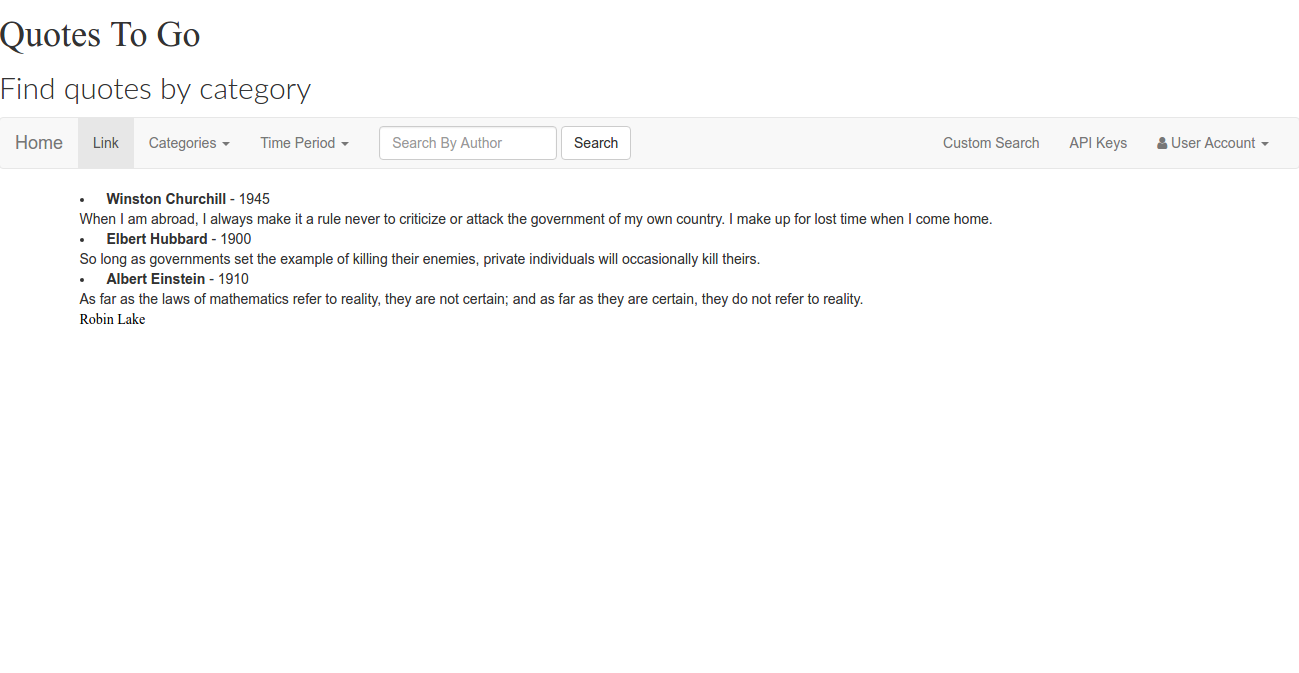 Quotes To Go
Find quotes by category
Home Link Categories Time Period Search By Author Search Custom Search API Keys User Account
• Winston Churchill - 1945
When I am abroad, I always make it a rule never to criticize or attack the government of my own country. I make up for lost time when I come home.
• Elbert Hubbard - 1900
So long as governments set the example of killing their enemies, private individuals will occasionally kill theirs.
• Albert Einstein - 1910
As far as the laws of mathematics refer to reality, they are not certain; and as far as they are certain, they do not refer to reality.
Robin Lake